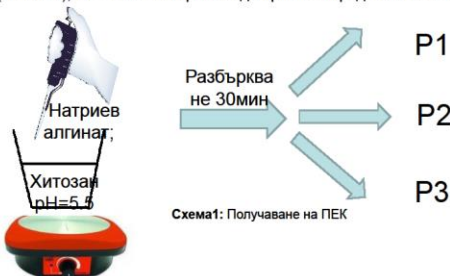 Натриев
алгинат;
Хитозан
pH=5.5
Разбърква
не 30мин
P1
P2
P3
Схема1: Получаване на ПЕК